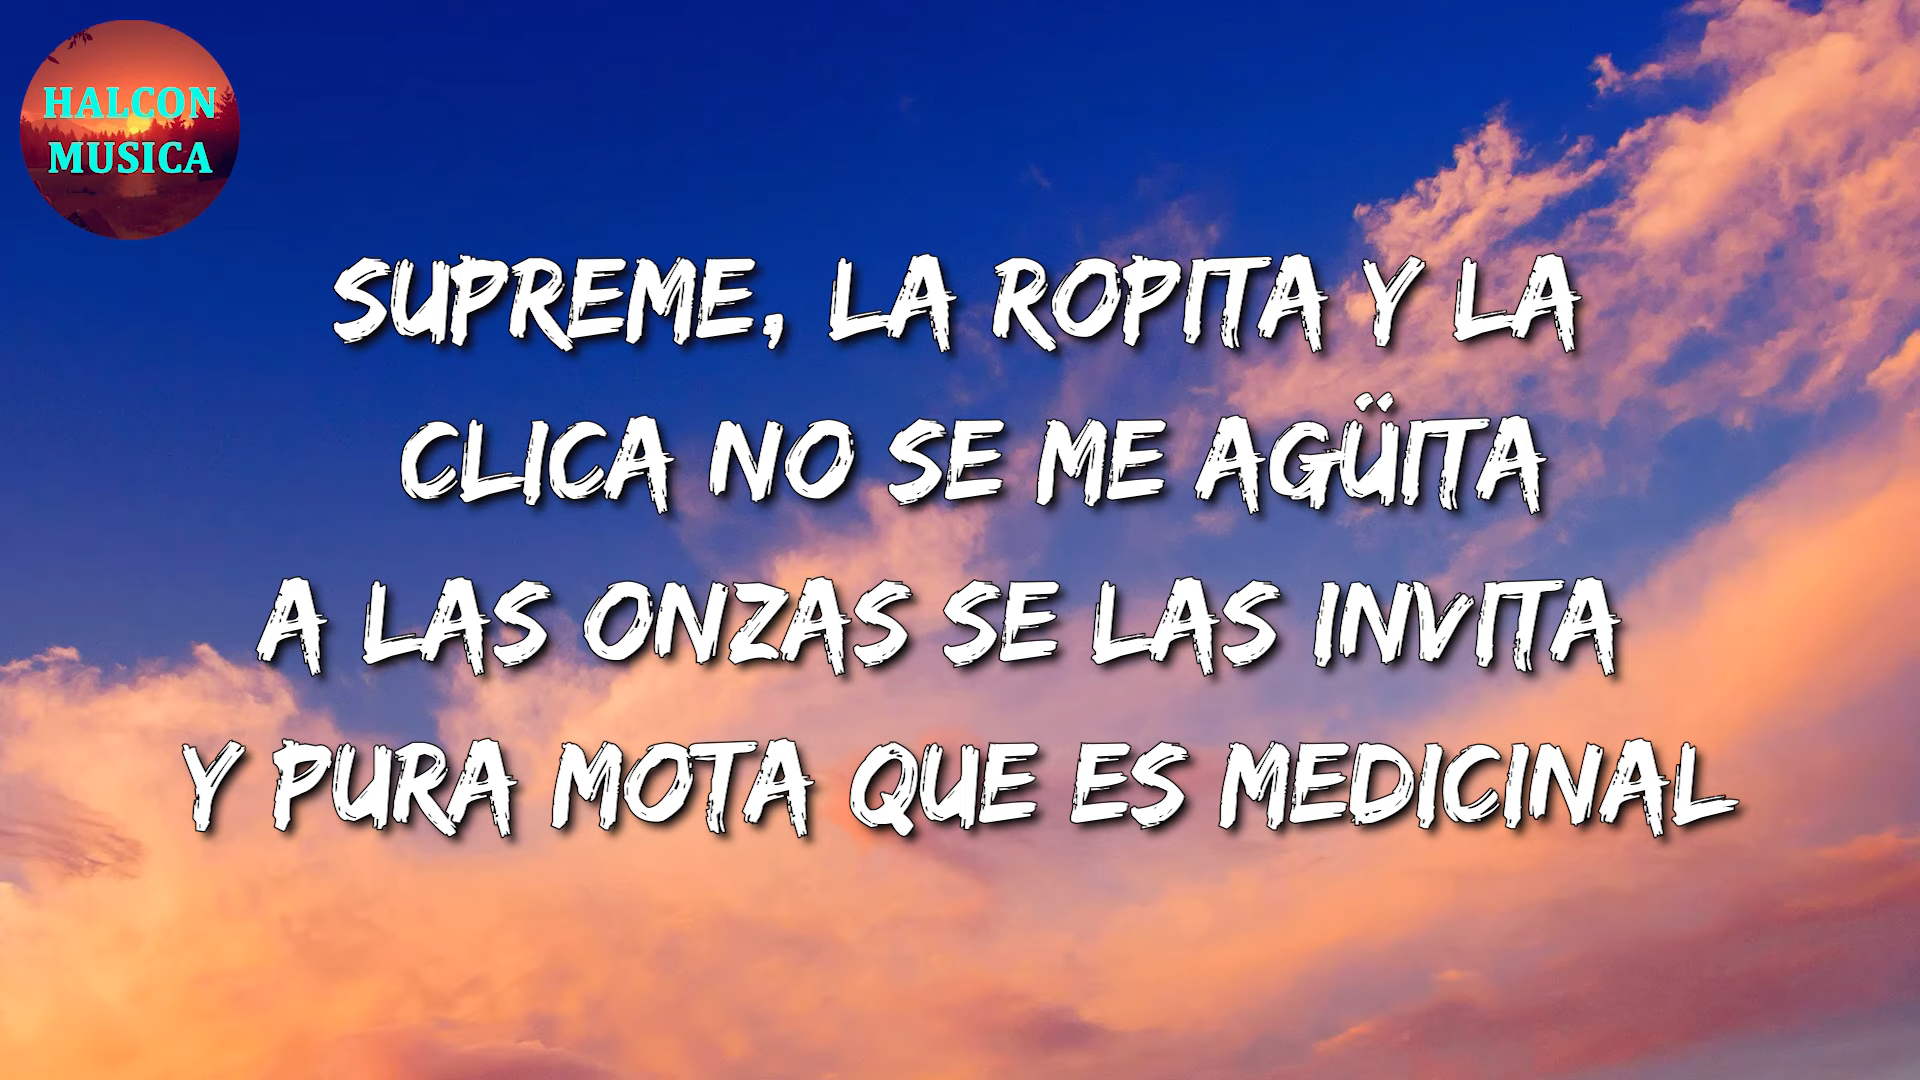 HALCON
MUSICA
SUPREME, LA ROPITA Y LA
CLICA NO SE ME AGÜITA
A LAS ONZAS SE LAS INVITA
Y PURA MOTA QUE ES MEDICINAL